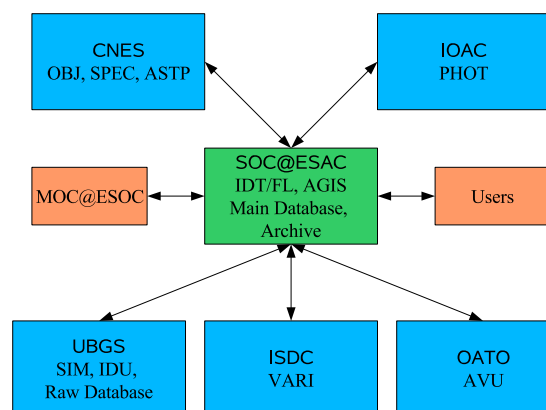 CNES
OBJ, SPEC, ASTP
IOAC
PHOT
SOC@ESAC
IDT/FL, AGIS
Main Database,
Archive
MOC@ESOC
Users
UBGS
SIM, IDU,
Raw Database
ISDC
VARI
OATO
AVU